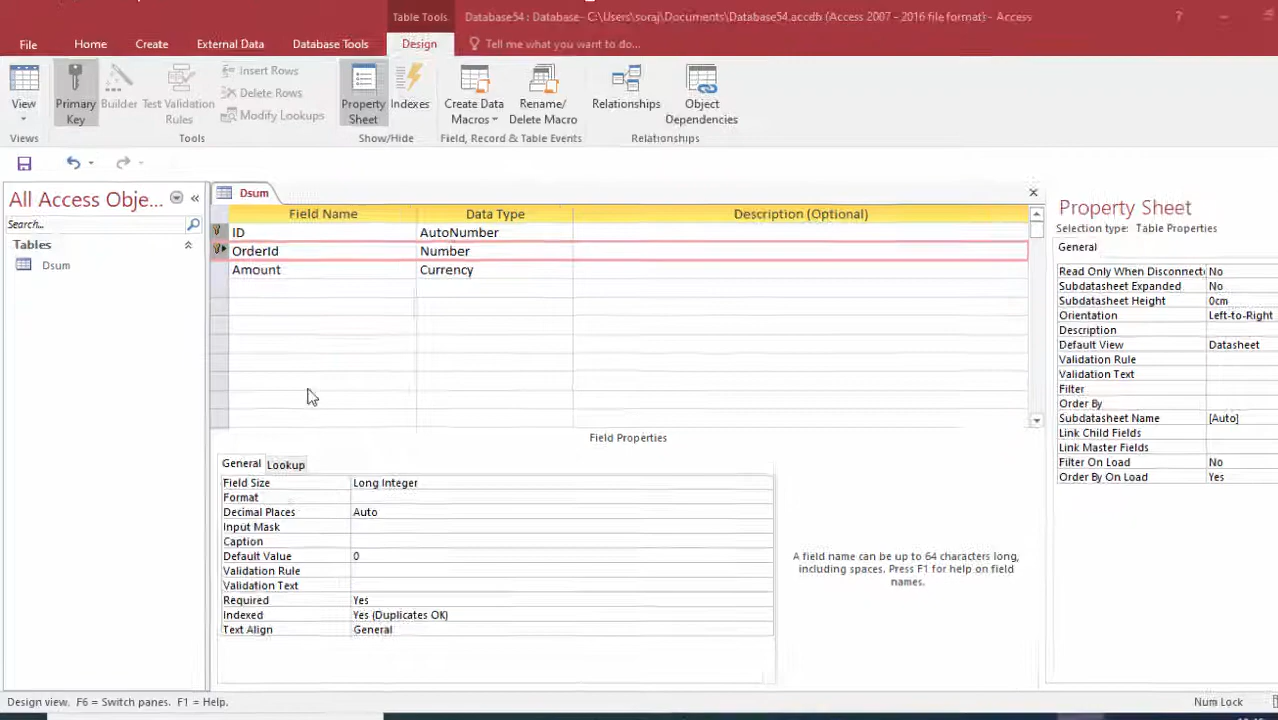 Table Tools
Database54 : Database- C:\Users\suraj\Documents\Database54.accdb (Access 2007 - 2016 file format) - Access
?
File
Home
Create
External Data
Database Tools
Design
Tell me what you want to do...
View
Primary
Key
Builder
Test Validation
Rules
Insert Rows
Delete Rows
Modify Lookups
Property
Sheet
Indexes
Create Data
Macros
Rename/
Delete Macro
Relationships
Object
Dependencies
Views
Tools
Show/Hide
Field, Record & Table Events
Relationships
All Access Obje...
Search...
Tables
Dsum
Dsum
Field Name
Data Type
Description (Optional)
ID
AutoNumber
OrderId
Number
Amount
Currency
Field Properties
General
Lookup
Field Size
Long Integer
Format
Decimal Places
Auto
Input Mask
Caption
Default Value
0
Validation Rule
Validation Text
Required
Yes
Indexed
Yes (Duplicates OK)
Text Align
General
A field name can be up to 64 characters long,
including spaces. Press F1 for help on field
names.
Property Sheet
Selection type: Table Properties
General
Read Only When Disconnect
No
Subdatasheet Expanded
No
Subdatasheet Height
0cm
Orientation
Left-to-Right
Description
Default View
Datasheet
Validation Rule
Validation Text
Filter
Order By
Subdatasheet Name
[Auto]
Link Child Fields
Link Master Fields
Filter On Load
No
Order By On Load
Yes
Design view. F6 = Switch panes. F1 = Help.
Num Lock